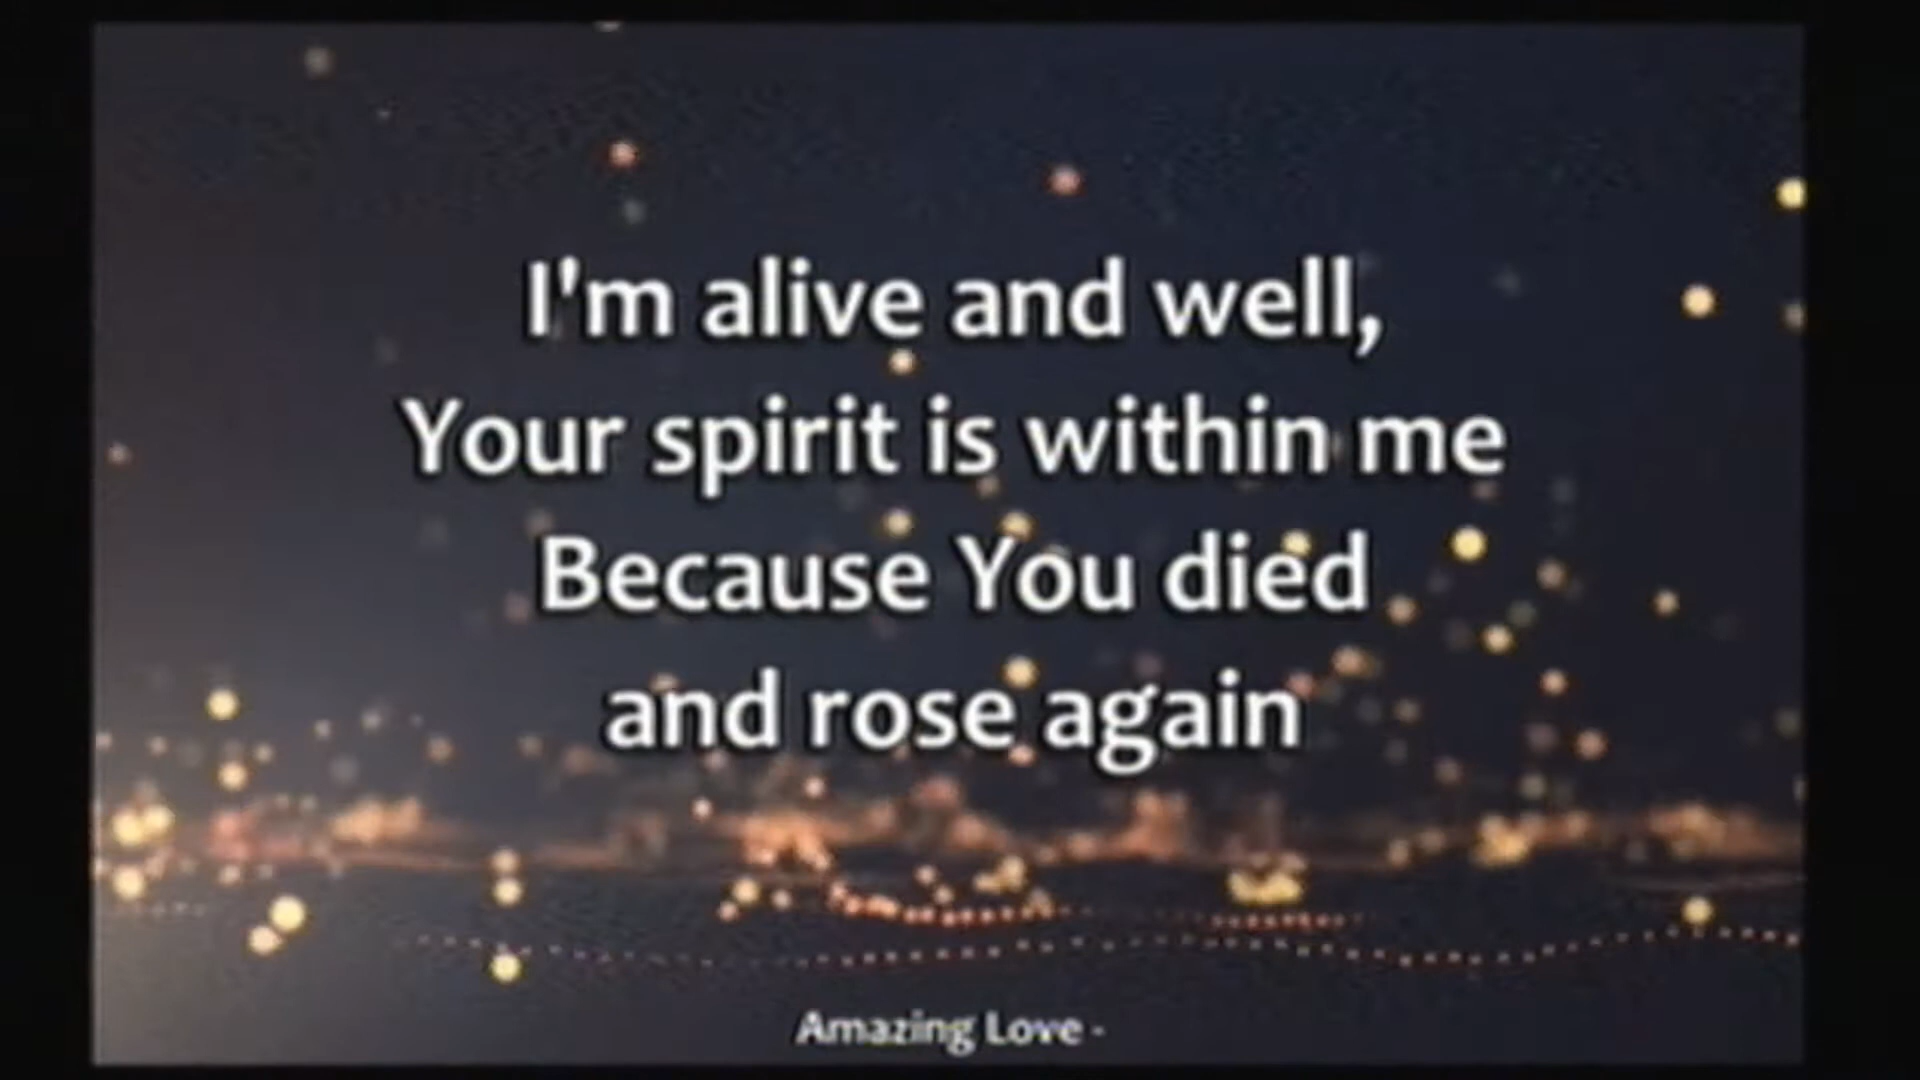 I'm alive and well,
Your spirit is within me
Because You died
and rose again
Amazing Love -